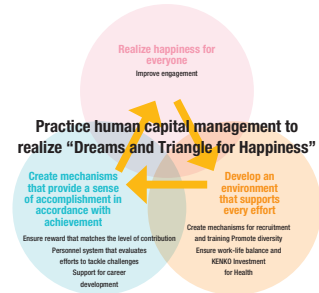 Realize happiness for
everyone
Improve engagement
Practice human capital management to
realize “Dreams and Triangle for Happiness”
Create mechanisms
that provide a sense
of accomplishment in
accordance with
achievement
Ensure reward that matches the level of contribution
Personnel system that evaluates
efforts to tackle challenges
Support for career
development
Develop an
environment
that supports
every effort
Create mechanisms for recruitment
and training Promote diversity
Ensure work-life balance and
KENKO Investment
for Health